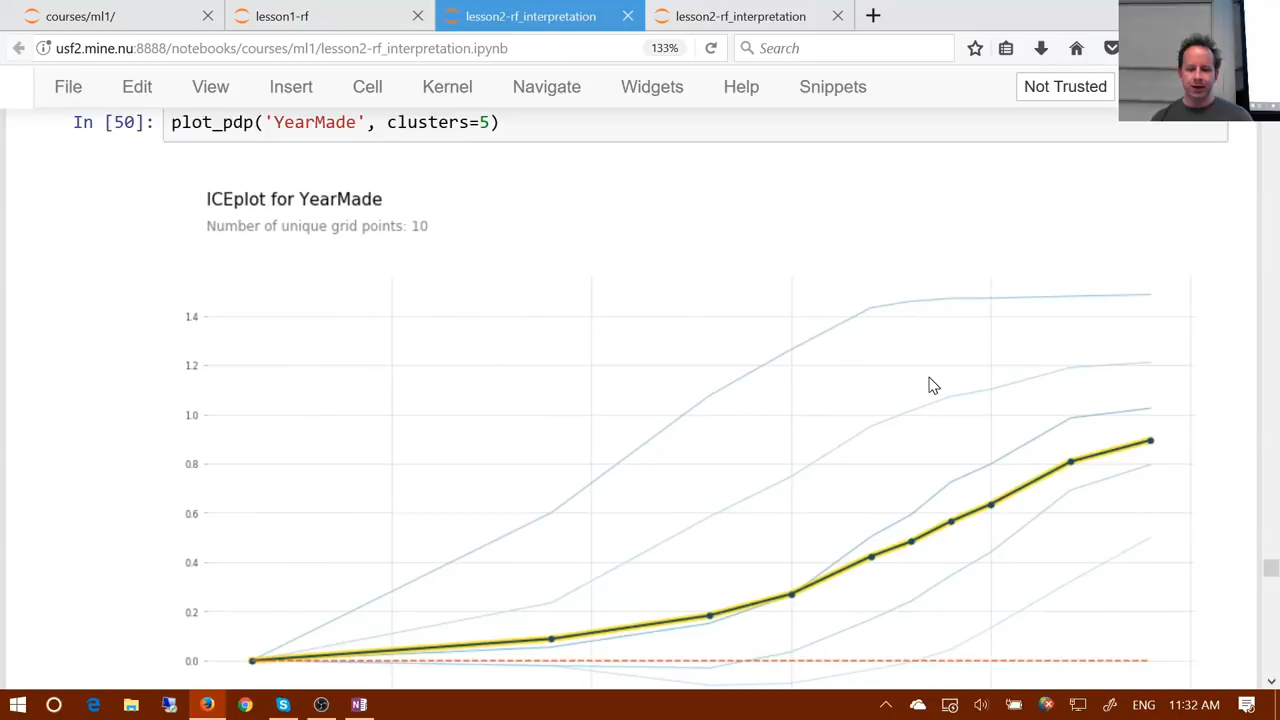 courses/ml1/
lesson1-rf
lesson2-rf_interpretation
lesson2-rf_interpretation
usf2.mine.nu:8888/notebooks/courses/ml1/lesson2-rf_interpretation.ipynb
133%
Search
File Edit View Insert Cell Kernel Navigate Widgets Help Snippets
Not Trusted
In [50]: plot_pdp('YearMade', clusters=5)
ICEplot for YearMade
Number of unique grid points: 10
1.4
1.2
1.0
0.8
0.6
0.4
0.2
0.0
ENG
11:32 AM